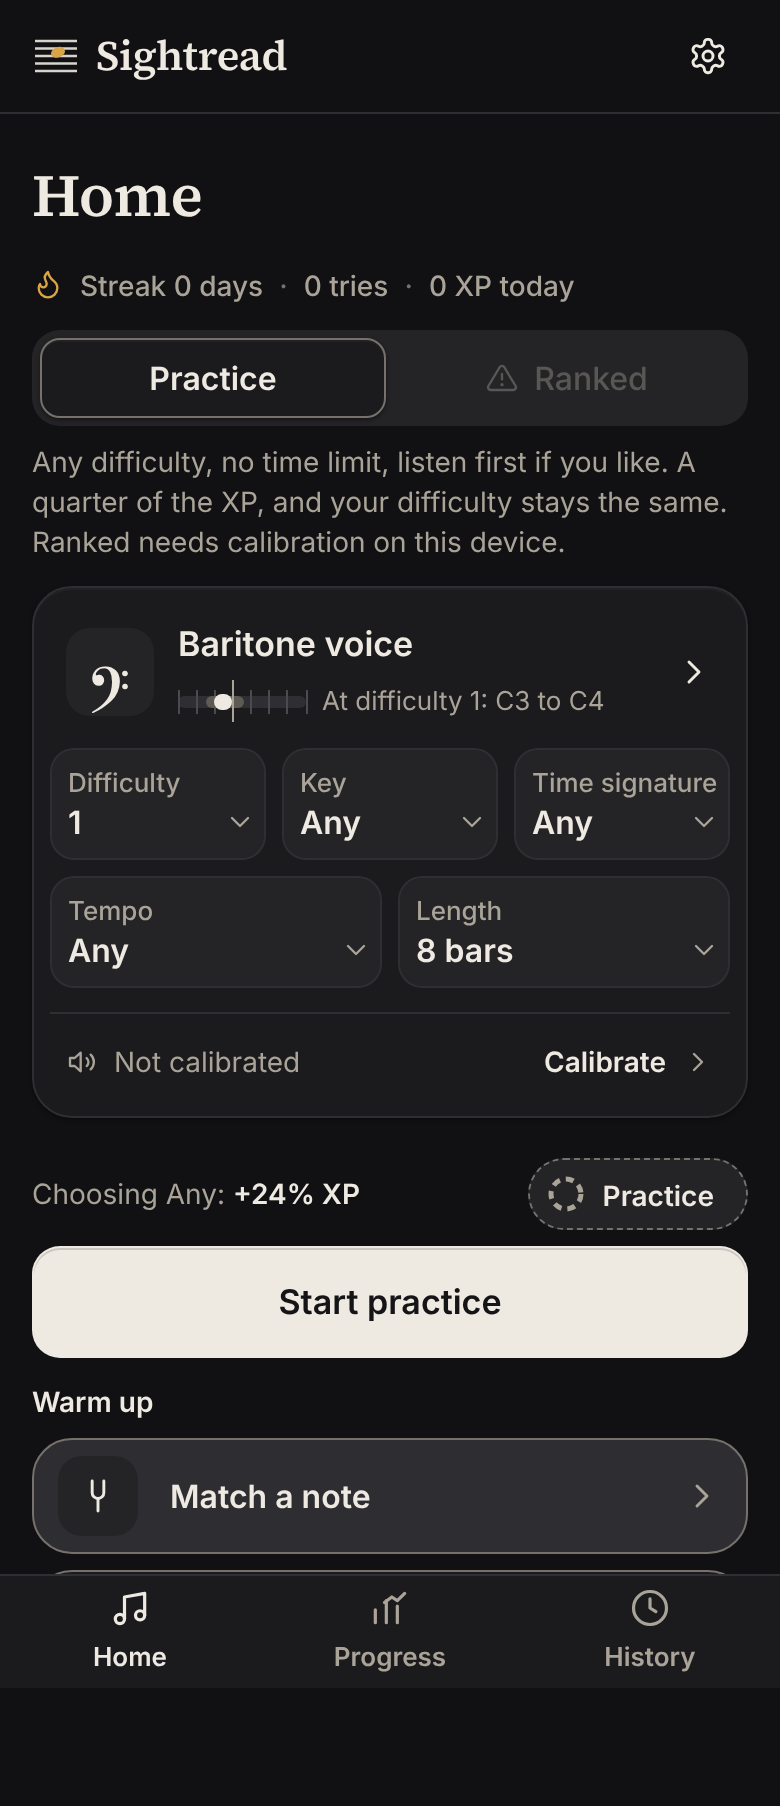 Sightread
Home
Streak 0 days · 0 tries · 0 XP today
Practice
Ranked
Any difficulty, no time limit, listen first if you like. A
quarter of the XP, and your difficulty stays the same.
Ranked needs calibration on this device.
Baritone voice
At difficulty 1: C3 to C4
Difficulty
1
Key
Any
Time signature
Any
Tempo
Any
Length
8 bars
Not calibrated
Calibrate
Choosing Any: +24% XP
Practice
Start practice
Warm up
Match a note
Home
Progress
History